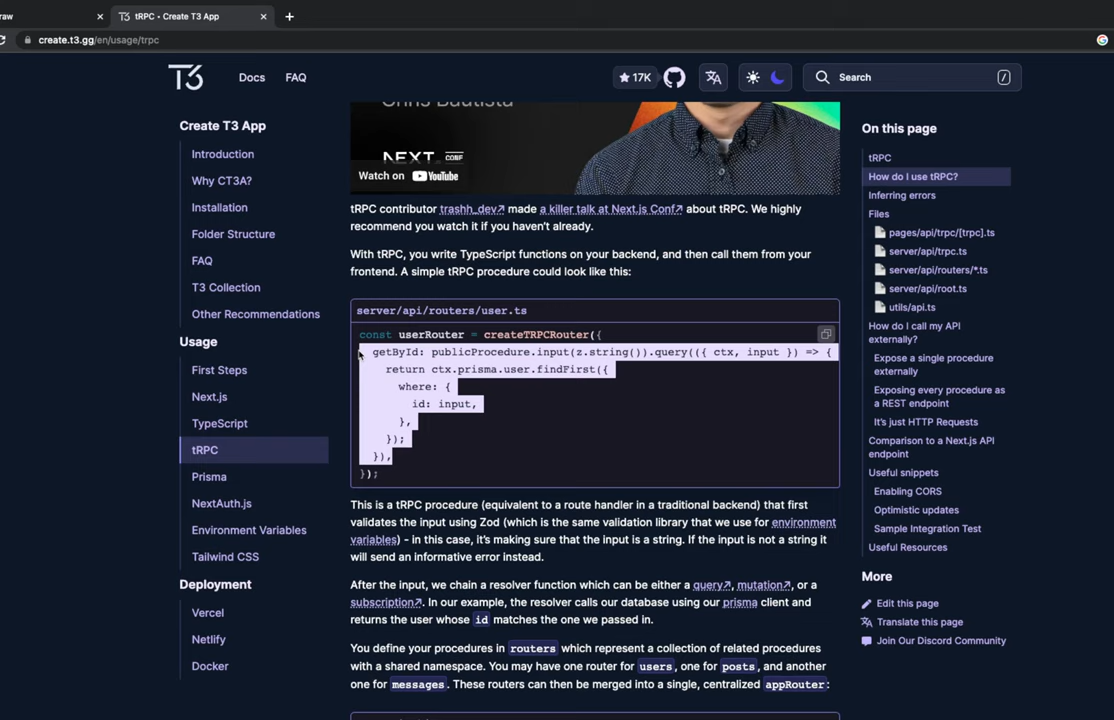 raw
tRPC • Create T3 App
create.t3.gg/en/usage/trpc
T3
Docs
FAQ
17K
Search
/
Create T3 App
Introduction
Why CT3A?
Installation
Folder Structure
FAQ
T3 Collection
Other Recommendations
Usage
First Steps
Next.js
TypeScript
tRPC
Prisma
NextAuth.js
Environment Variables
Tailwind CSS
Deployment
Vercel
Netlify
Docker
Chris Bautista
NEXT.JS CONF
Watch on YouTube
tRPC contributor trashh_dev↗ made a killer talk at Next.js Conf↗ about tRPC. We highly
recommend you watch it if you haven’t already.
With tRPC, you write TypeScript functions on your backend, and then call them from your
frontend. A simple tRPC procedure could look like this:
server/api/routers/user.ts
const userRouter = createTRPCRouter({
getById: publicProcedure.input(z.string()).query(({ ctx, input }) => {
return ctx.prisma.user.findFirst({
where: {
id: input,
},
});
}),
});
This is a tRPC procedure (equivalent to a route handler in a traditional backend) that first
validates the input using Zod (which is the same validation library that we use for environment
variables) - in this case, it’s making sure that the input is a string. If the input is not a string it
will send an informative error instead.
After the input, we chain a resolver function which can be either a query↗, mutation↗, or a
subscription↗. In our example, the resolver calls our database using our prisma client and
returns the user whose id matches the one we passed in.
You define your procedures in routers which represent a collection of related procedures
with a shared namespace. You may have one router for users, one for posts, and another
one for messages. These routers can then be merged into a single, centralized appRouter:
On this page
tRPC
How do I use tRPC?
Inferring errors
Files
pages/api/trpc/[trpc].ts
server/api/trpc.ts
server/api/routers/*.ts
server/api/root.ts
utils/api.ts
How do I call my API
externally?
Expose a single procedure
externally
Exposing every procedure as
a REST endpoint
It’s just HTTP Requests
Comparison to a Next.js API
endpoint
Useful snippets
Enabling CORS
Optimistic updates
Sample Integration Test
Useful Resources
More
Edit this page
Translate this page
Join Our Discord Community